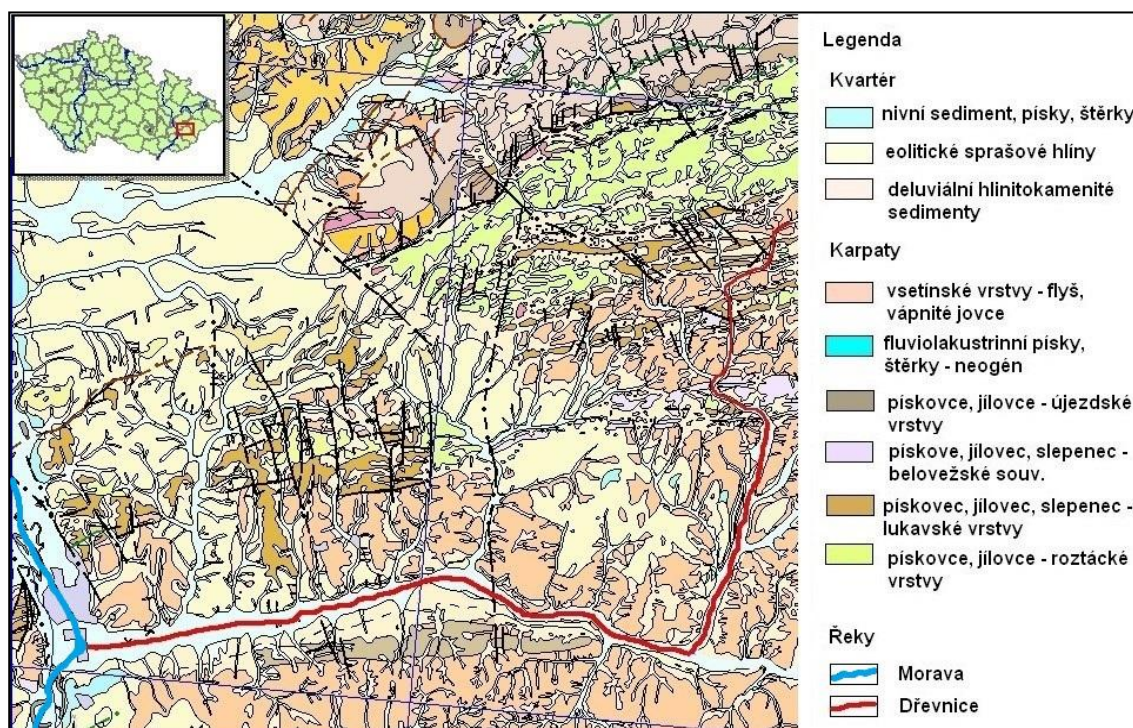 Legenda
Kvartér
nivní sediment, písky, štěrky
eolitické sprašové hlíny
deluviální hlinitokamenité
sedimenty
Karpaty
vsetínské vrstvy - flyš,
vápnité jovce
fluviolakustrinní písky,
štěrky - neogén
pískovce, jílovce - újezdské
vrstvy
pískove, jílovec, slepenec -
belovežské souv.
pískovec, jílovec, slepenec -
lukavské vrstvy
pískovce, jílovce - roztácké
vrstvy
Řeky
Morava
Dřevnice